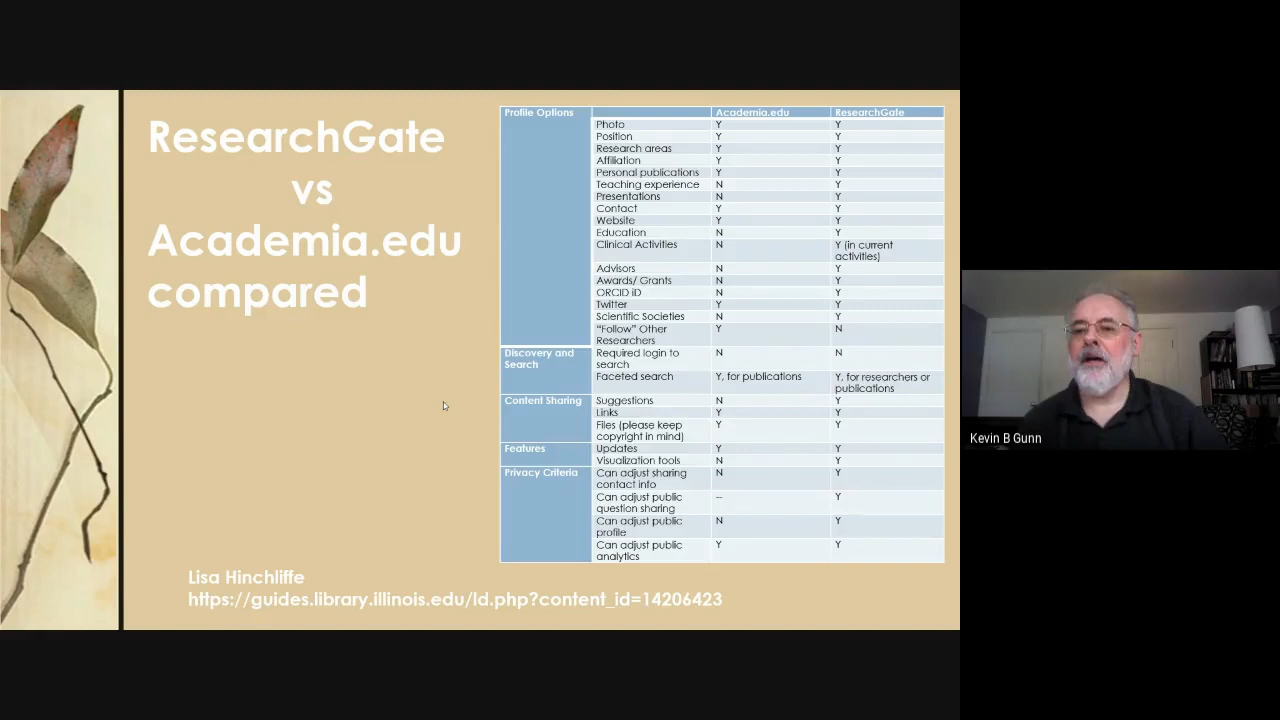 ResearchGate
vs
Academia.edu
compared
Profile Options Academia.edu ResearchGate
Photo Y Y
Position Y Y
Research areas Y Y
Affiliation Y Y
Personal publications Y Y
Teaching experience N Y
Presentations N Y
Contact Y Y
Website Y Y
Education N Y
Clinical Activities N Y (in current
activities)
Advisors N Y
Awards/ Grants N Y
ORCID iD N Y
Twitter Y Y
Scientific Societies N Y
“Follow” Other Y N
Researchers
Discovery and Required login to N N
Search search
Faceted search Y, for publications Y, for researchers or
publications
Content Sharing Suggestions N Y
Links Y Y
Files (please keep Y Y
copyright in mind)
Features Updates Y Y
Visualization tools N Y
Privacy Criteria Can adjust sharing N Y
contact info
Can adjust public -- Y
question sharing
Can adjust public N Y
profile
Can adjust public Y Y
analytics
Lisa Hinchliffe
https://guides.library.illinois.edu/ld.php?content_id=14206423
Kevin B Gunn